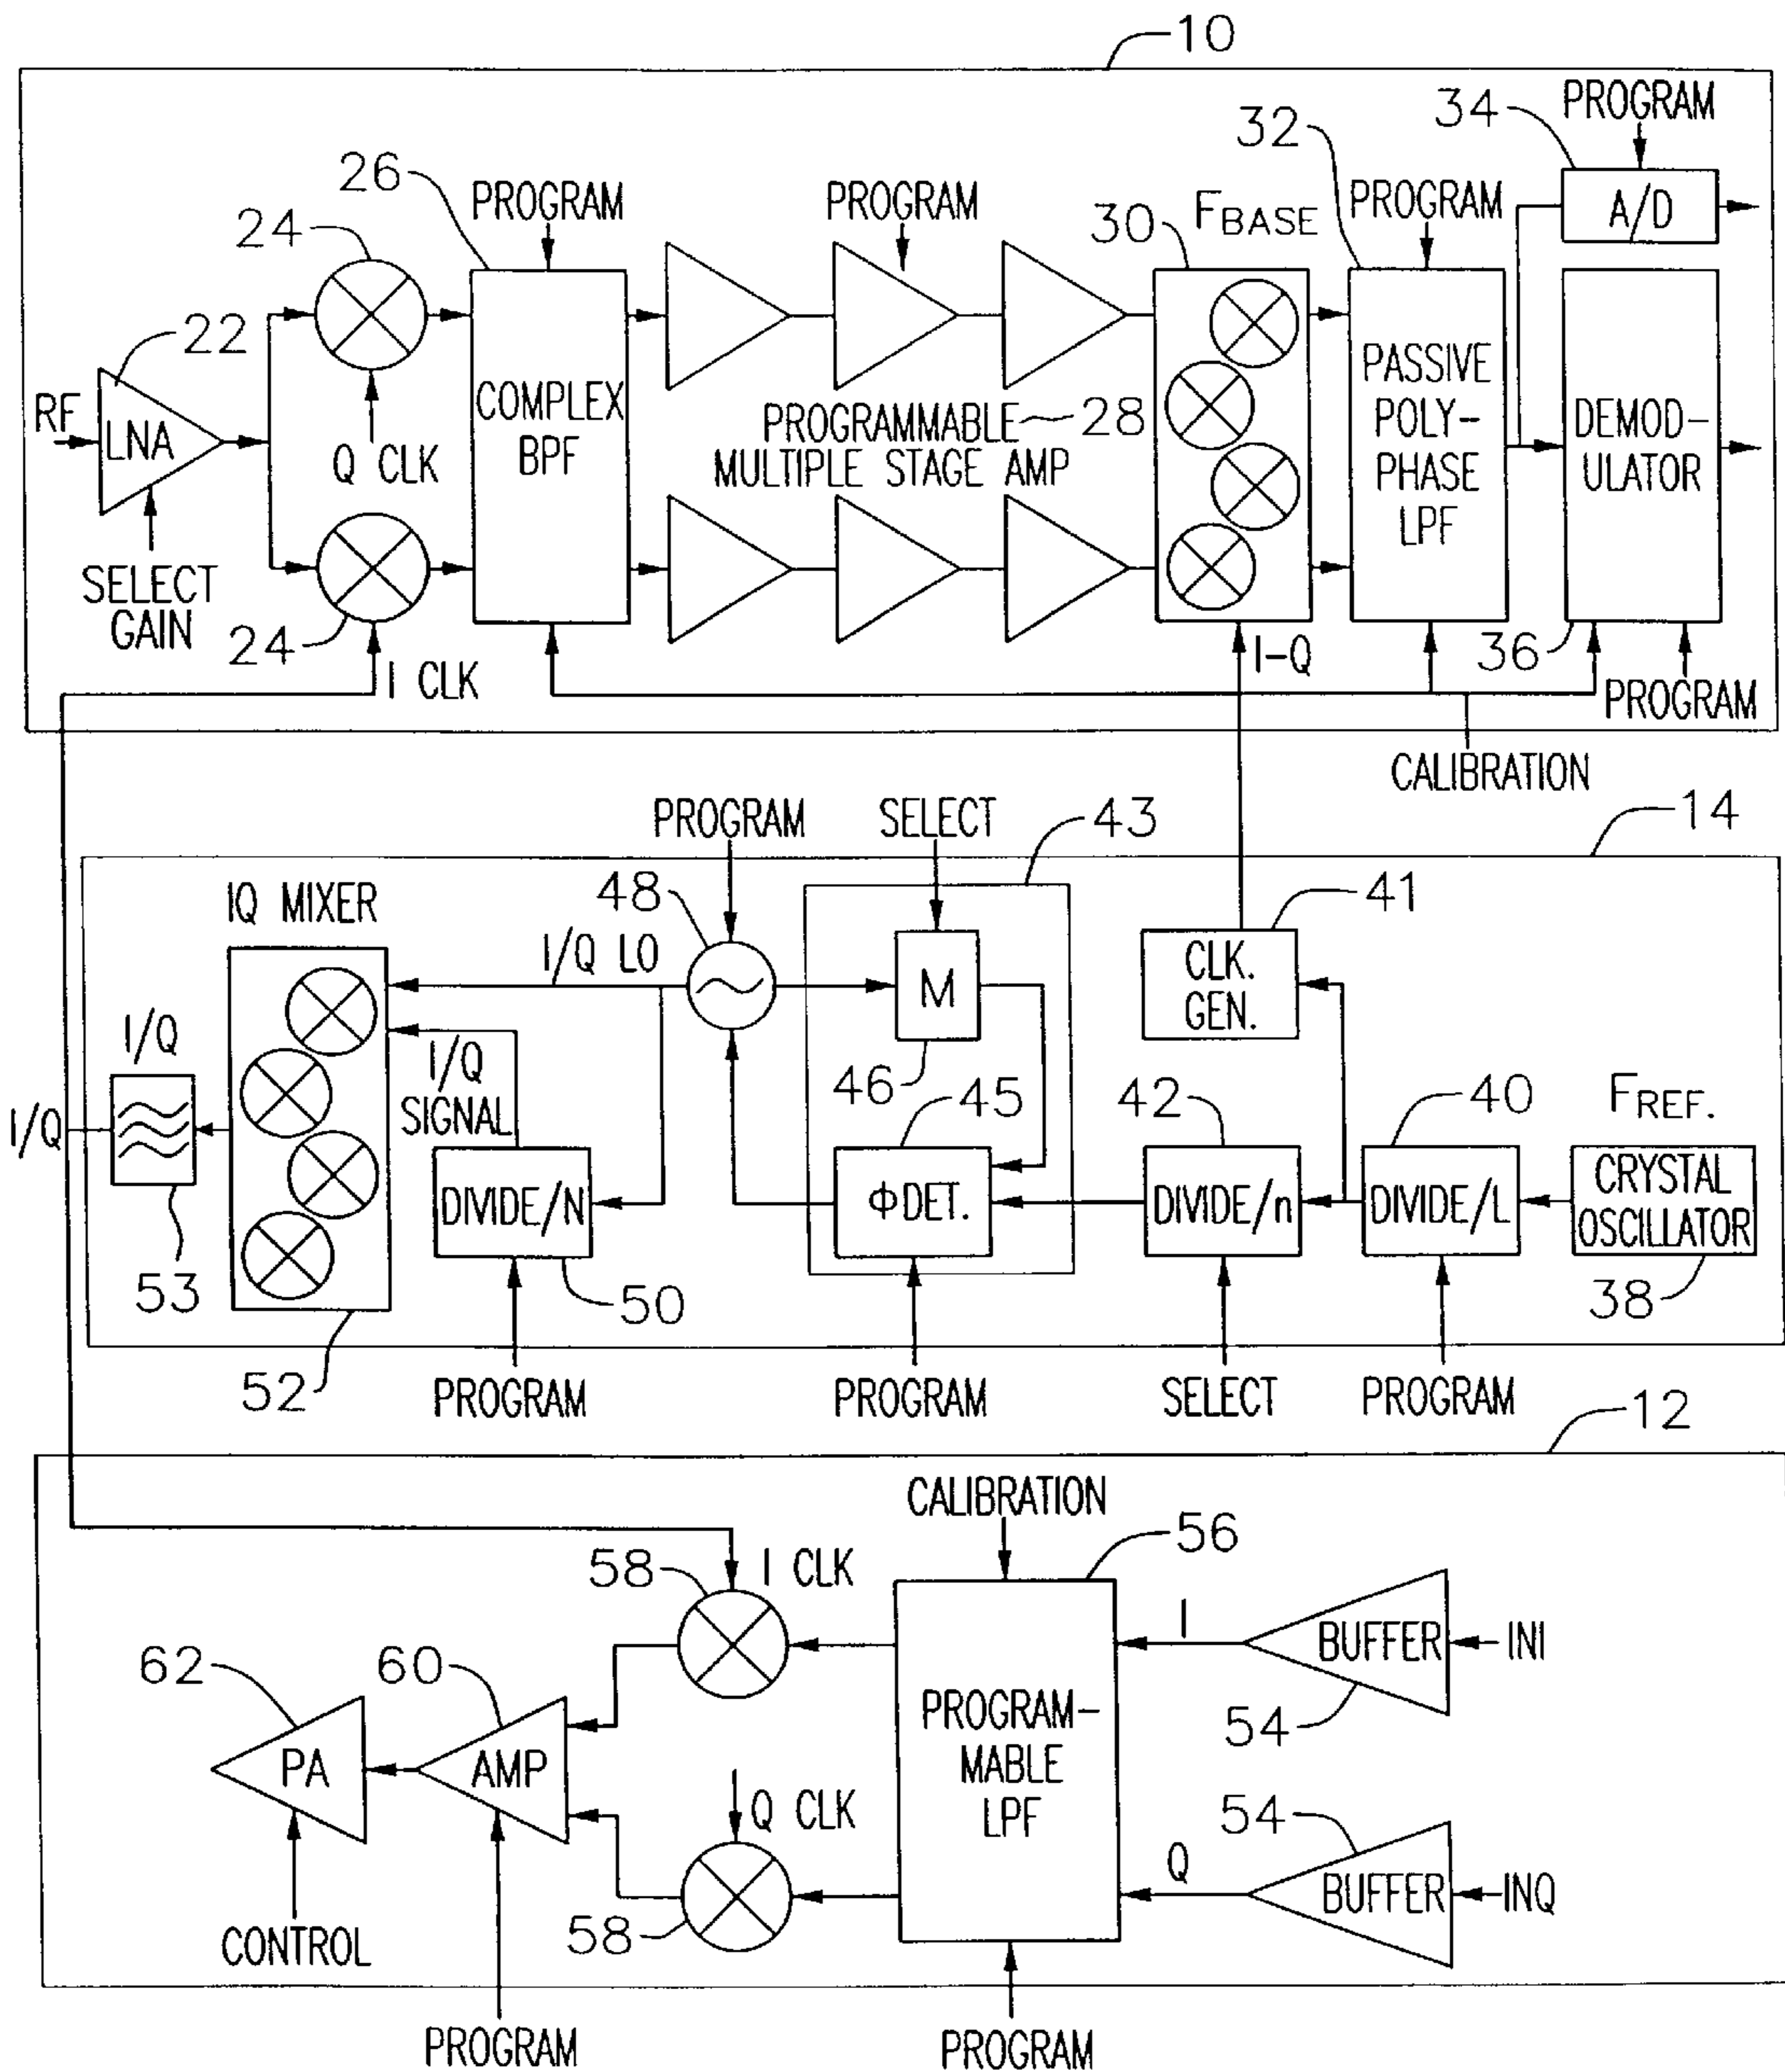 10
PROGRAM
34
32
26
PROGRAM
PROGRAM
24
30
F_BASE
PROGRAM
A/D
22
RF
LNA
Q CLK
COMPLEX
BPF
PROGRAMMABLE
28
MULTIPLE STAGE AMP
PASSIVE
POLY-
PHASE
LPF
DEMOD-
ULATOR
SELECT
GAIN
24
I CLK
I-Q
36
PROGRAM
CALIBRATION
PROGRAM
SELECT
43
14
IQ MIXER
48
41
I/Q LO
M
CLK.
GEN.
I/Q
I/Q
SIGNAL
46
45
42
40
F_REF.
I/Q
DIVIDE/N
ΦDET.
DIVIDE/n
DIVIDE/L
CRYSTAL
OSCILLATOR
53
50
38
52
PROGRAM
PROGRAM
SELECT
PROGRAM
12
CALIBRATION
56
58
I CLK
I
BUFFER
INI
62
60
54
PA
AMP
PROGRAM-
MABLE
LPF
Q CLK
54
Q
BUFFER
INQ
58
CONTROL
PROGRAM
PROGRAM